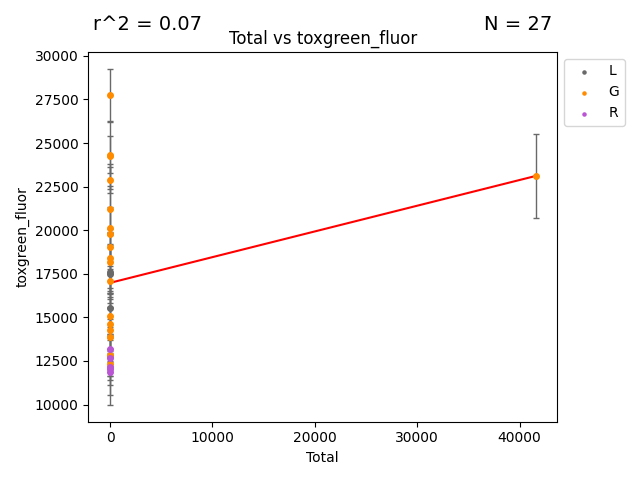 r^2 = 0.07
N = 27
Total vs toxgreen_fluor
30000
27500
25000
22500
20000
17500
15000
12500
10000
toxgreen_fluor
0
10000
20000
30000
40000
Total
L
G
R